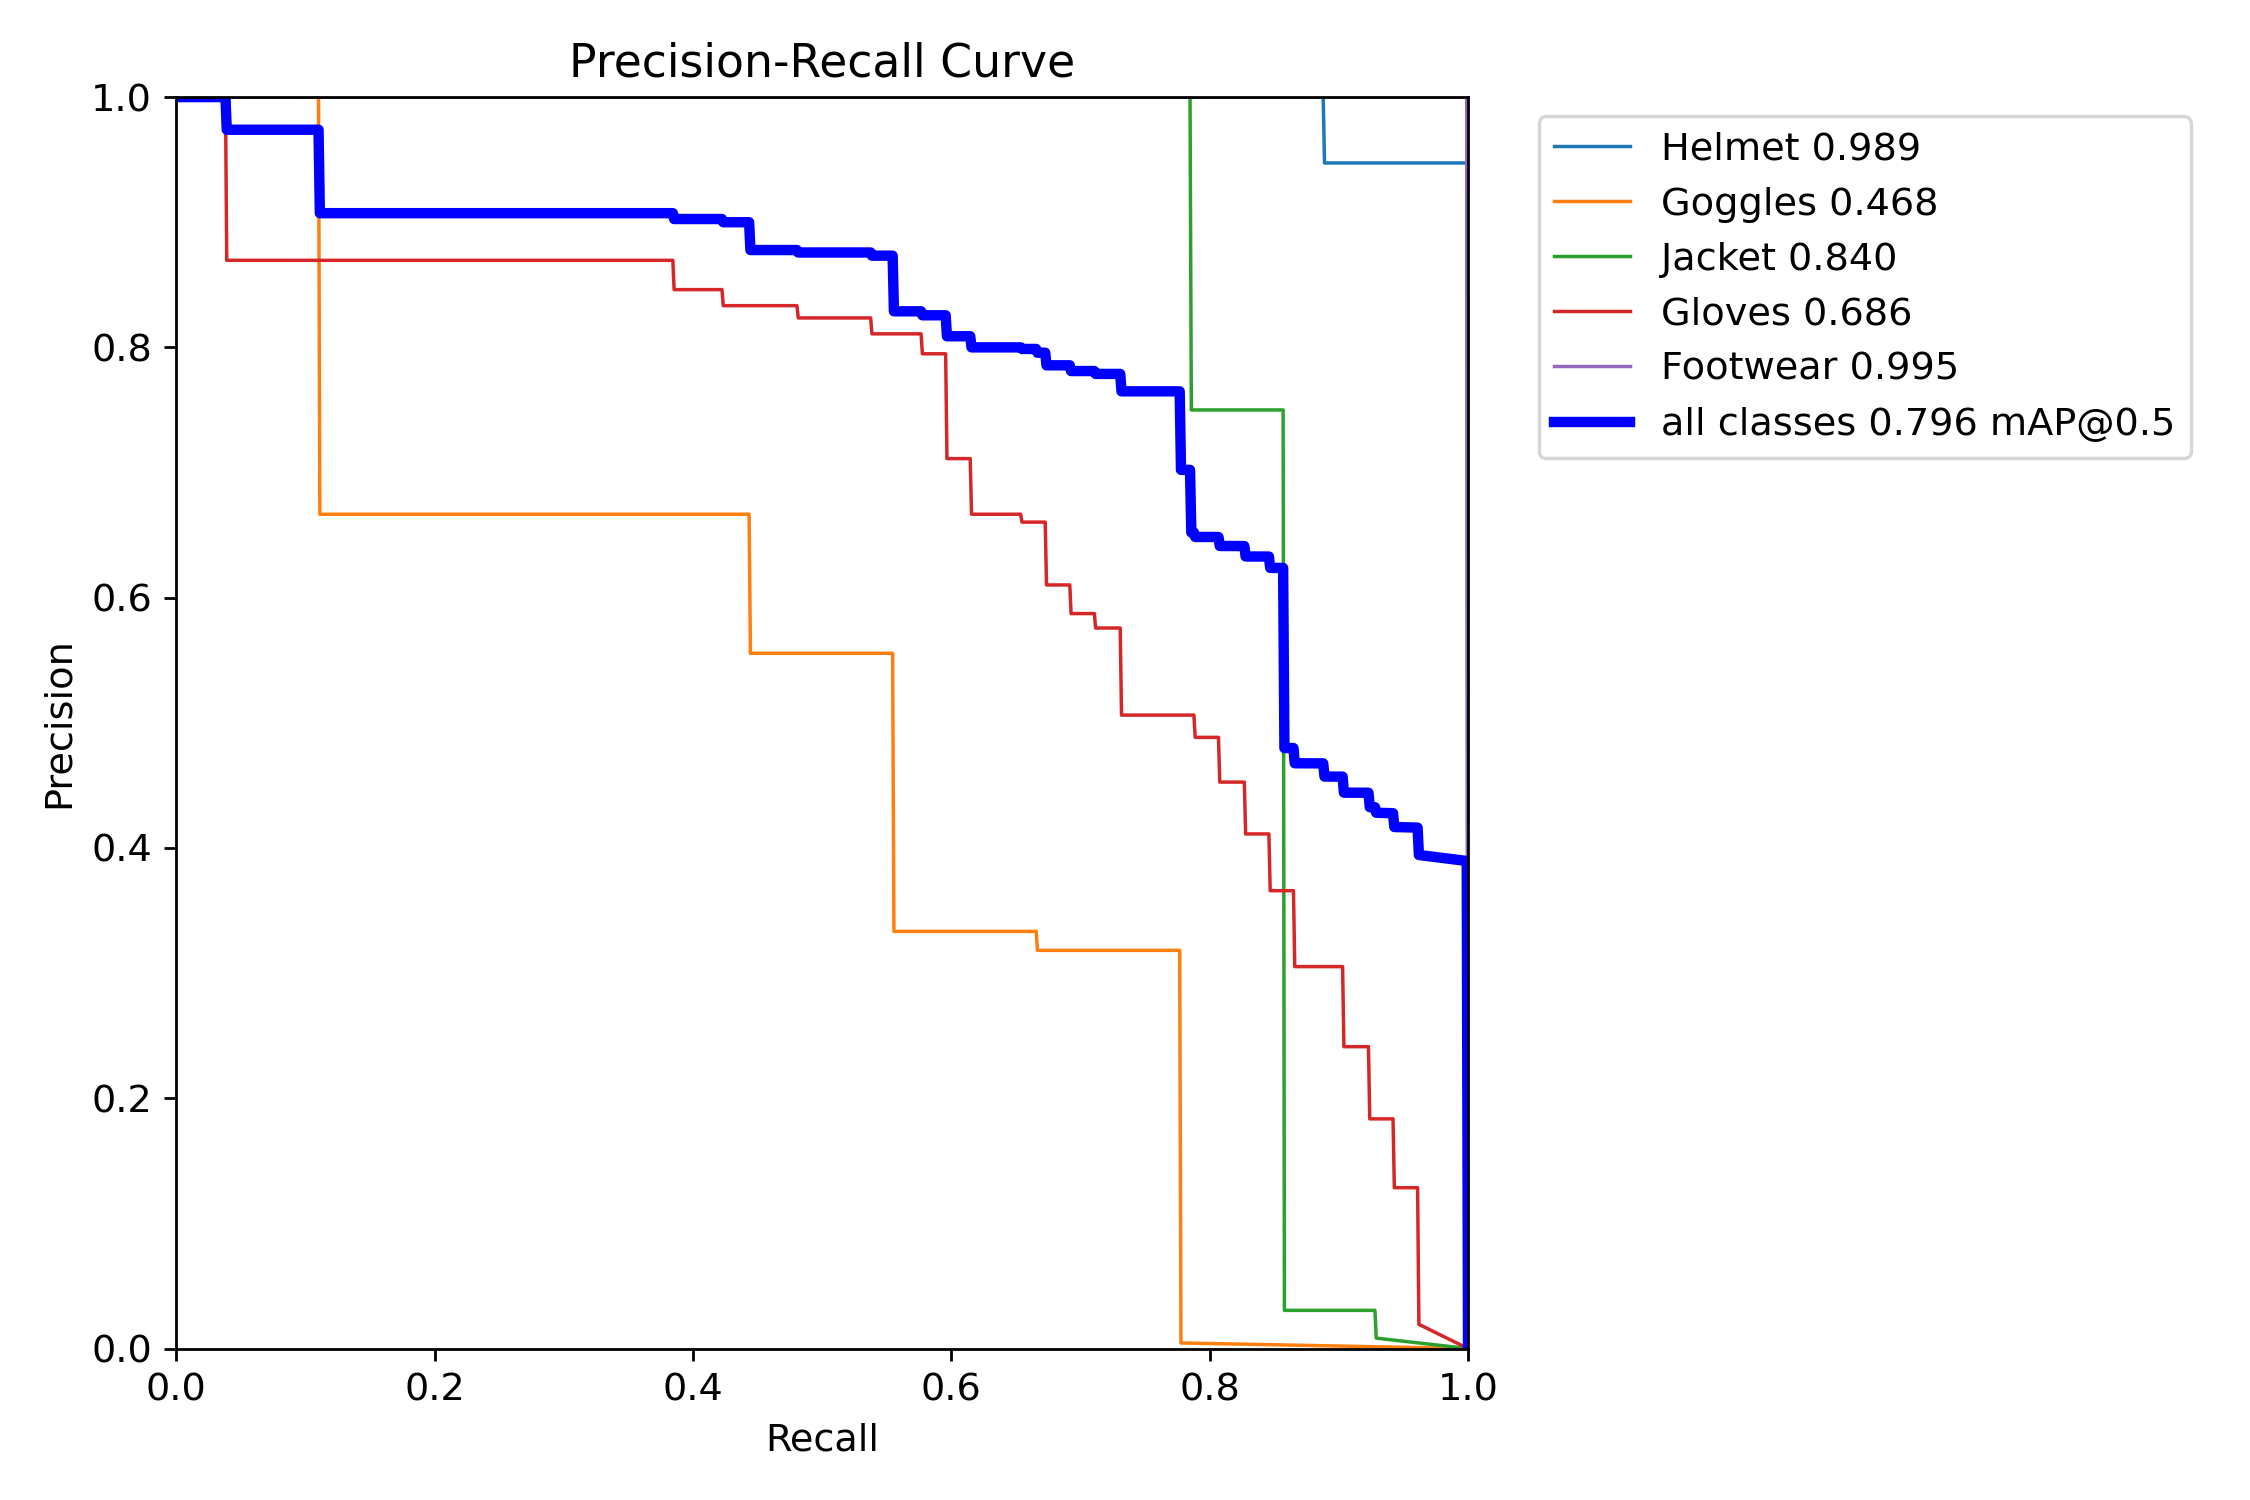 Precision-Recall Curve
1.0
0.8
0.6
0.4
0.2
0.0
Precision
0.0 0.2 0.4 0.6 0.8 1.0
Recall
Helmet 0.989
Goggles 0.468
Jacket 0.840
Gloves 0.686
Footwear 0.995
all classes 0.796 mAP@0.5